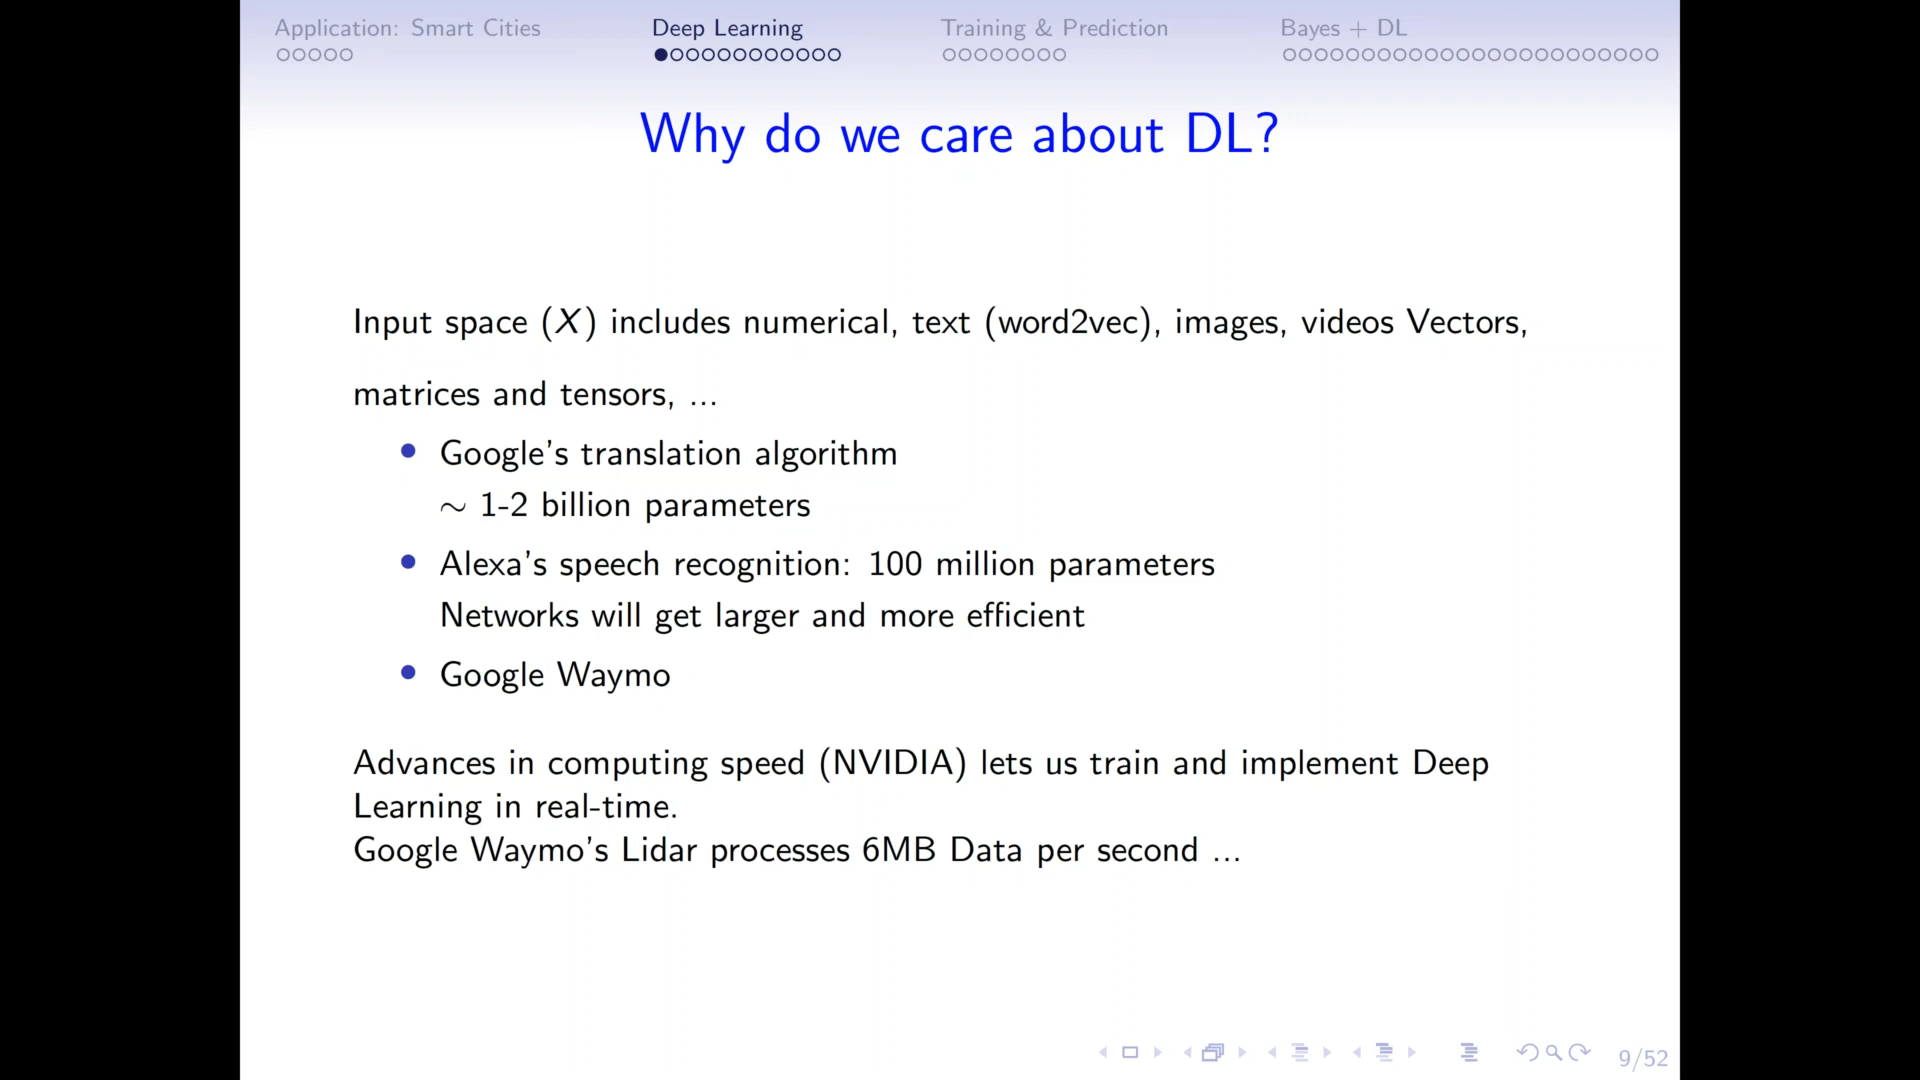 Application: Smart Cities
Deep Learning
Training & Prediction
Bayes + DL
Why do we care about DL?
Input space (X) includes numerical, text (word2vec), images, videos Vectors,
matrices and tensors, ...
Google's translation algorithm
∼ 1-2 billion parameters
Alexa's speech recognition: 100 million parameters
Networks will get larger and more efficient
Google Waymo
Advances in computing speed (NVIDIA) lets us train and implement Deep
Learning in real-time.
Google Waymo's Lidar processes 6MB Data per second ...
9/52